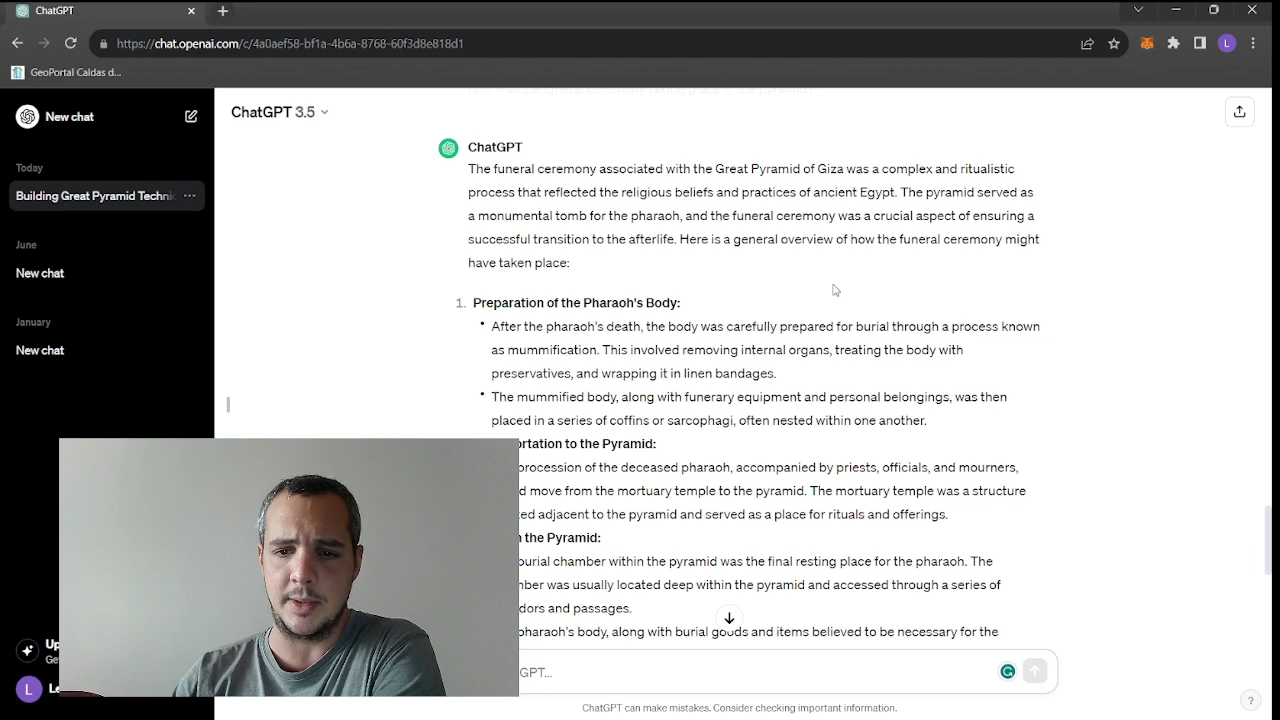 ChatGPT
https://chat.openai.com/c/4a0aef58-bf1a-4b6a-8768-60f3d8e818d1
L
GeoPortal Caldas d...
New chat
ChatGPT 3.5
Today
Building Great Pyramid Techni
June
New chat
January
New chat
ChatGPT
The funeral ceremony associated with the Great Pyramid of Giza was a complex and ritualistic
process that reflected the religious beliefs and practices of ancient Egypt. The pyramid served as
a monumental tomb for the pharaoh, and the funeral ceremony was a crucial aspect of ensuring a
successful transition to the afterlife. Here is a general overview of how the funeral ceremony might
have taken place:
1. Preparation of the Pharaoh's Body:
• After the pharaoh's death, the body was carefully prepared for burial through a process known
as mummification. This involved removing internal organs, treating the body with
preservatives, and wrapping it in linen bandages.
• The mummified body, along with funerary equipment and personal belongings, was then
placed in a series of coffins or sarcophagi, often nested within one another.
ortation to the Pyramid:
procession of the deceased pharaoh, accompanied by priests, officials, and mourners,
d move from the mortuary temple to the pyramid. The mortuary temple was a structure
ted adjacent to the pyramid and served as a place for rituals and offerings.
n the Pyramid:
burial chamber within the pyramid was the final resting place for the pharaoh. The
mber was usually located deep within the pyramid and accessed through a series of
dors and passages.
pharaoh's body, along with burial goods and items believed to be necessary for the
Up
Get
L
Le
GPT...
ChatGPT can make mistakes. Consider checking important information.
?